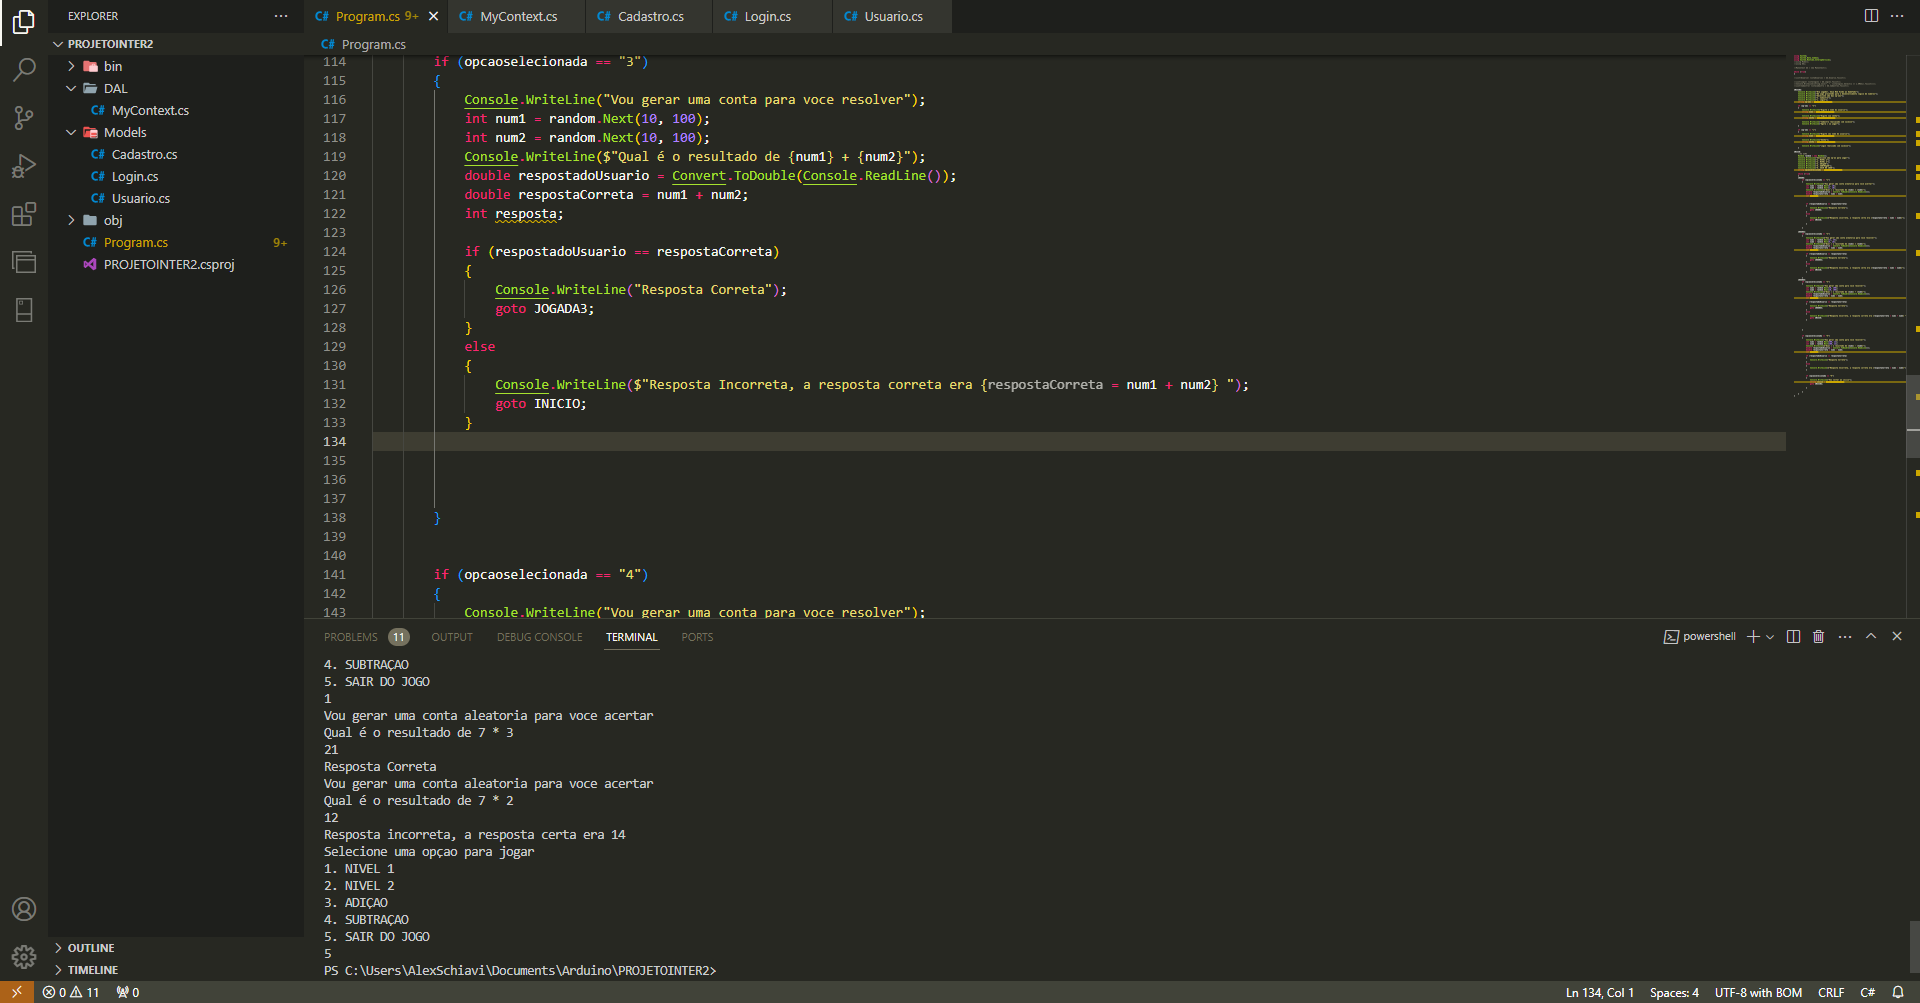 EXPLORER
PROJETOINTER2
bin
DAL
C# MyContext.cs
Models
C# Cadastro.cs
C# Login.cs
C# Usuario.cs
obj
C# Program.cs 9+
PROJETOINTER2.csproj
OUTLINE
TIMELINE
C# Program.cs 9+
C# MyContext.cs
C# Cadastro.cs
C# Login.cs
C# Usuario.cs
C# Program.cs
114 if (opcaoselecionada == "3")
115 {
116 Console.WriteLine("Vou gerar uma conta para voce resolver");
117 int num1 = random.Next(10, 100);
118 int num2 = random.Next(10, 100);
119 Console.WriteLine($"Qual é o resultado de {num1} + {num2}");
120 double respostadoUsuario = Convert.ToDouble(Console.ReadLine());
121 double respostaCorreta = num1 + num2;
122 int resposta;
123
124 if (respostadoUsuario == respostaCorreta)
125 {
126 Console.WriteLine("Resposta Correta");
127 goto JOGADA3;
128 }
129 else
130 {
131 Console.WriteLine($"Resposta Incorreta, a resposta correta era {respostaCorreta = num1 + num2} ");
132 goto INICIO;
133 }
134
135
136
137
138 }
139
140
141 if (opcaoselecionada == "4")
142 {
143 Console.WriteLine("Vou gerar uma conta para voce resolver");
PROBLEMS 11 OUTPUT DEBUG CONSOLE TERMINAL PORTS
powershell
4. SUBTRAÇAO
5. SAIR DO JOGO
1
Vou gerar uma conta aleatoria para voce acertar
Qual é o resultado de 7 * 3
21
Resposta Correta
Vou gerar uma conta aleatoria para voce acertar
Qual é o resultado de 7 * 2
12
Resposta incorreta, a resposta certa era 14
Selecione uma opçao para jogar
1. NIVEL 1
2. NIVEL 2
3. ADIÇAO
4. SUBTRAÇAO
5. SAIR DO JOGO
5
PS C:\Users\AlexSchiavi\Documents\Arduino\PROJETOINTER2>
0 11 0
Ln 134, Col 1 Spaces: 4 UTF-8 with BOM CRLF C#